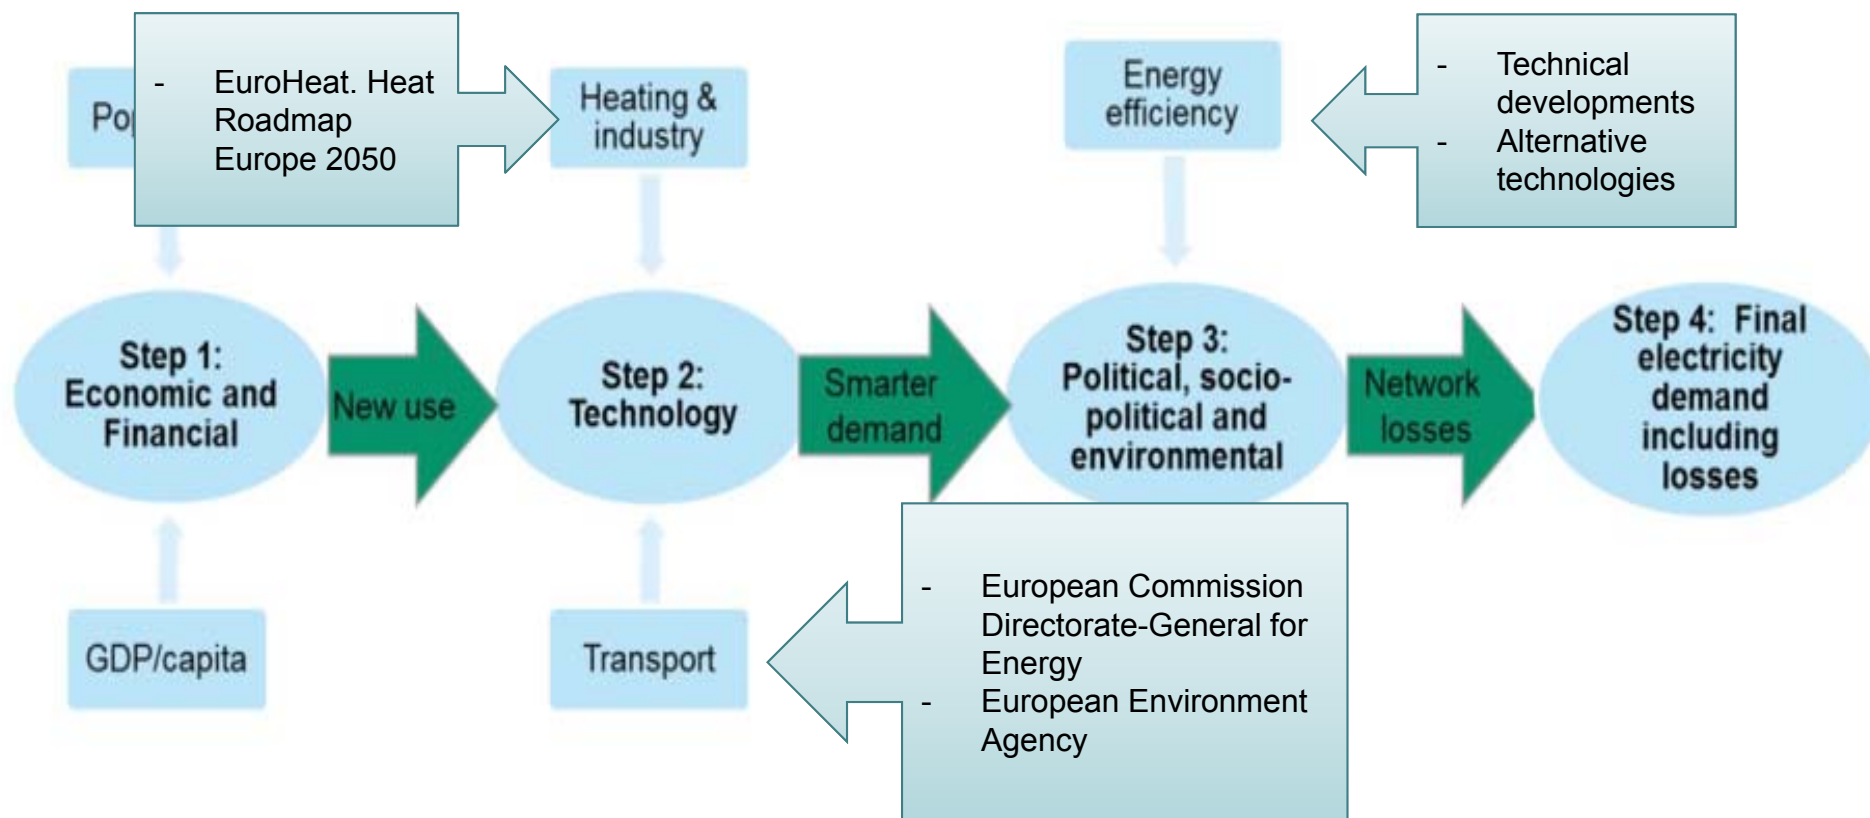 - EuroHeat. Heat
Roadmap
Europe 2050
Heating &
industry
Energy
efficiency
- Technical
developments
- Alternative
technologies
Step 1:
Economic and
Financial
New use
Step 2:
Technology
Smarter
demand
Step 3:
Political, socio-
political and
environmental
Network
losses
Step 4: Final
electricity
demand
including
losses
GDP/capita
Transport
- European Commission
Directorate-General for
Energy
- European Environment
Agency